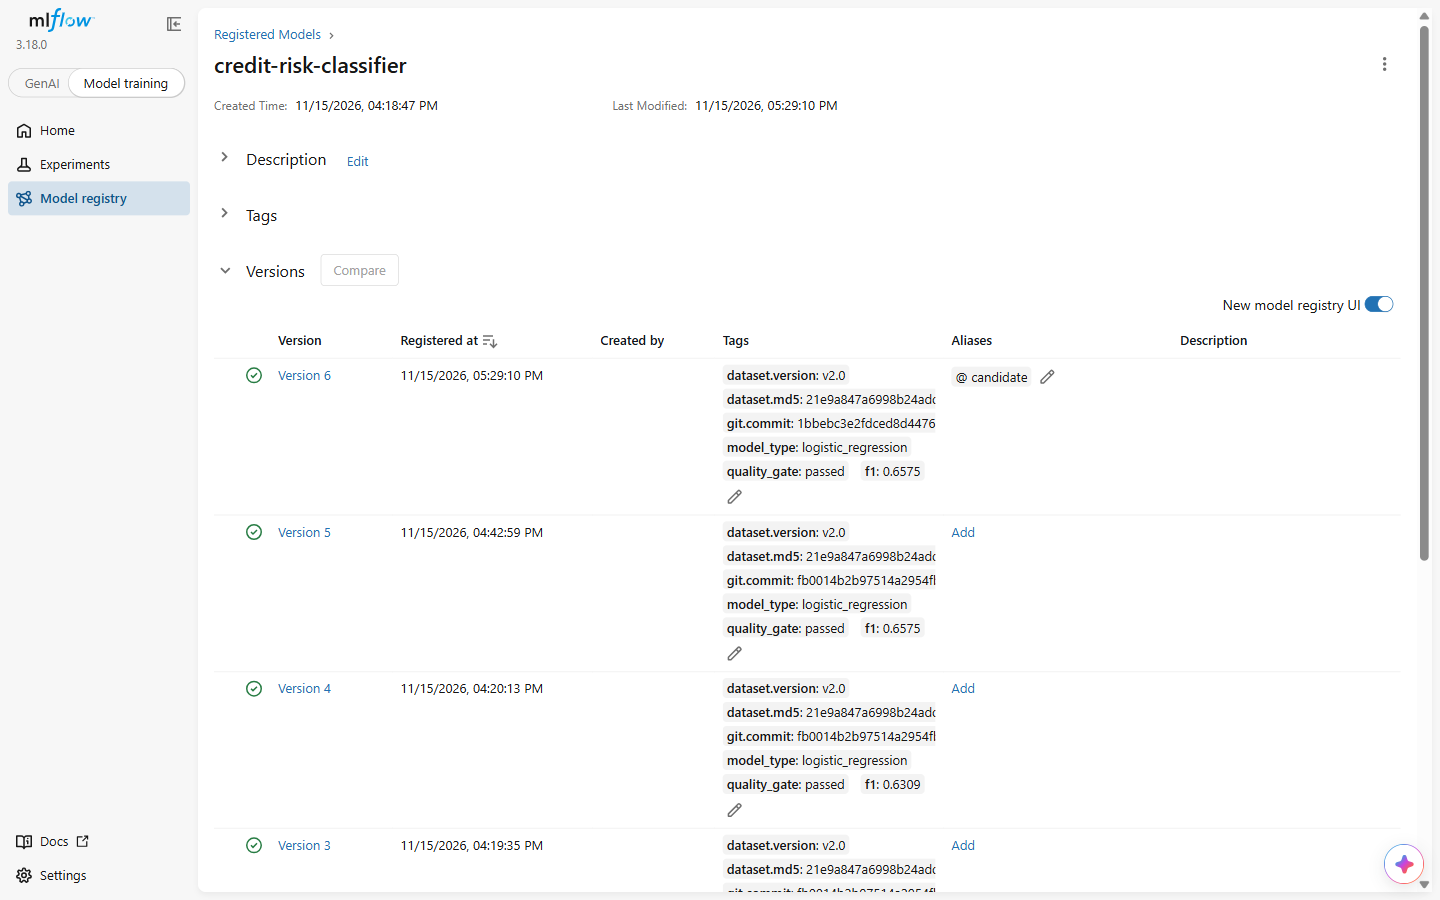 mlflow
3.18.0
GenAI Model training
Home
Experiments
Model registry
Docs
Settings
Registered Models
credit-risk-classifier
Created Time: 11/15/2026, 04:18:47 PM Last Modified: 11/15/2026, 05:29:10 PM
Description Edit
Tags
Versions Compare
New model registry UI
Version Registered at Created by Tags Aliases Description
Version 6 11/15/2026, 05:29:10 PM dataset.version: v2.0 @ candidate
dataset.md5: 21e9a847a6998b24adc
git.commit: 1bbebc3e2fdced8d4476
model_type: logistic_regression
quality_gate: passed f1: 0.6575
Version 5 11/15/2026, 04:42:59 PM dataset.version: v2.0 Add
dataset.md5: 21e9a847a6998b24adc
git.commit: fb0014b2b97514a2954fl
model_type: logistic_regression
quality_gate: passed f1: 0.6575
Version 4 11/15/2026, 04:20:13 PM dataset.version: v2.0 Add
dataset.md5: 21e9a847a6998b24adc
git.commit: fb0014b2b97514a2954fl
model_type: logistic_regression
quality_gate: passed f1: 0.6309
Version 3 11/15/2026, 04:19:35 PM dataset.version: v2.0 Add
dataset.md5: 21e9a847a6998b24adc